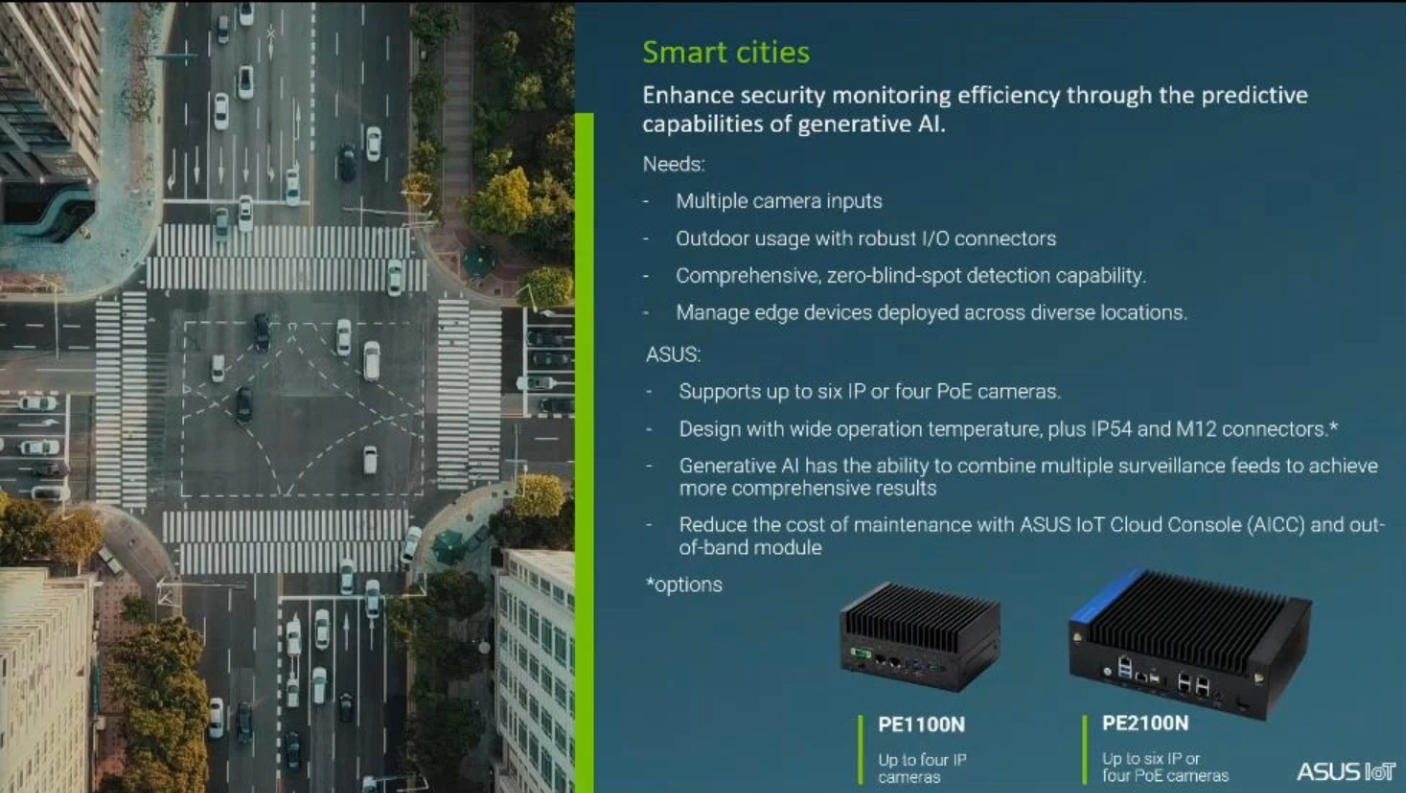 Smart cities
Enhance security monitoring efficiency through the predictive
capabilities of generative AI.
Needs:
- Multiple camera inputs
- Outdoor usage with robust I/O connectors
- Comprehensive, zero-blind-spot detection capability.
- Manage edge devices deployed across diverse locations.
ASUS:
- Supports up to six IP or four PoE cameras.
- Design with wide operation temperature, plus IP54 and M12 connectors.*
- Generative AI has the ability to combine multiple surveillance feeds to achieve
more comprehensive results
- Reduce the cost of maintenance with ASUS IoT Cloud Console (AICC) and out-
of-band module
*options
PE1100N
Up to four IP
cameras
PE2100N
Up to six IP or
four PoE cameras
ASUS IoT